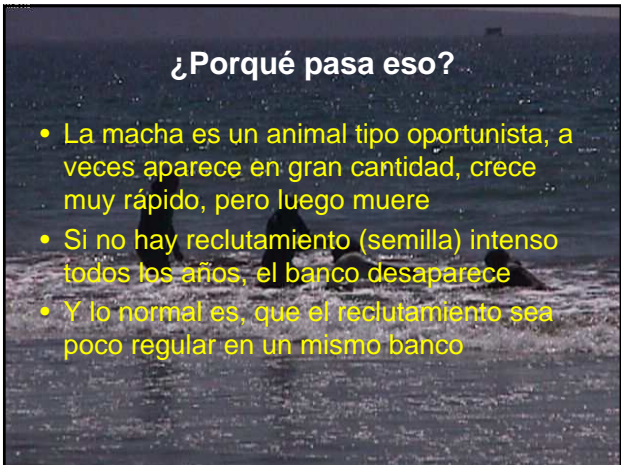 ¿Porqué pasa eso?
• La macha es un animal tipo oportunista, a
veces aparece en gran cantidad, crece
muy rápido, pero luego muere
• Si no hay reclutamiento (semilla) intenso
todos los años, el banco desaparece
• Y lo normal es, que el reclutamiento sea
poco regular en un mismo banco